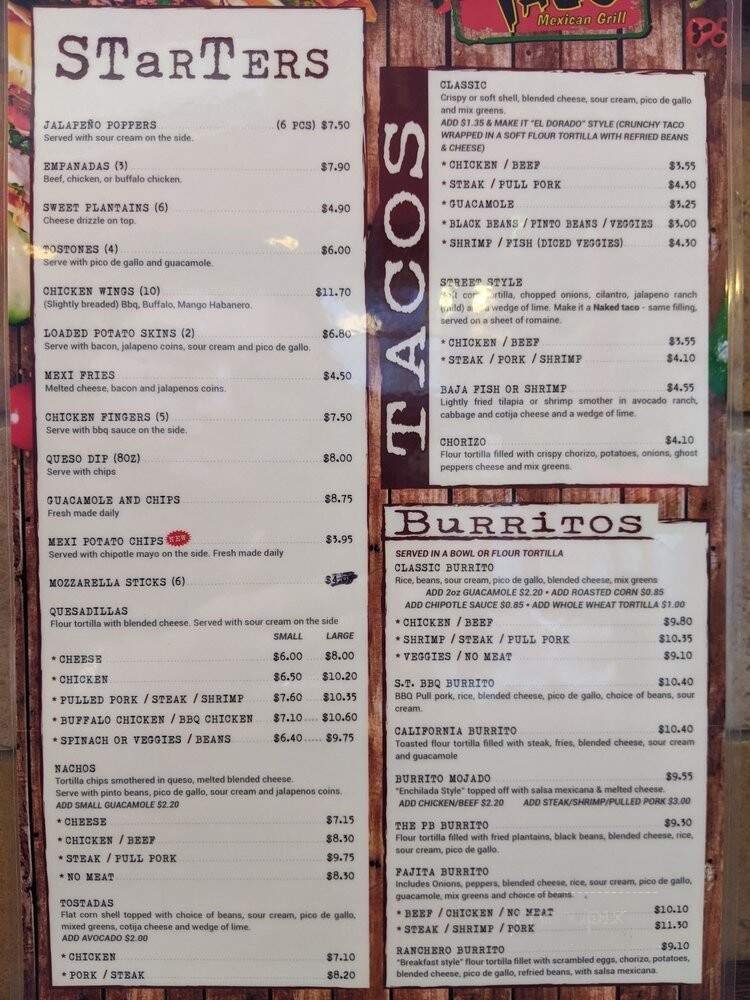 Mexican Grill
STarTERS
JALAPEÑO POPPERS (6 PCS) $7.50
Served with sour cream on the side.
EMPANADAS (3) $7.90
Beef, chicken, or buffalo chicken.
SWEET PLANTAINS (6) $4.90
Cheese drizzle on top.
TOSTONES (4) $6.00
Serve with pico de gallo and guacamole.
CHICKEN WINGS (10) $11.70
(Slightly breaded) Bbq, Buffalo, Mango Habanero.
LOADED POTATO SKINS (2) $6.80
Serve with bacon, jalapeno coins, sour cream and pico de gallo.
MEXI FRIES $4.50
Melted cheese, bacon and jalapenos coins.
CHICKEN FINGERS (5) $7.50
Serve with bbq sauce on the side.
QUESO DIP (8OZ) $8.00
Serve with chips
GUACAMOLE AND CHIPS $8.75
Fresh made daily
MEXI POTATO CHIPS NEW $3.95
Served with chipotle mayo on the side. Fresh made daily
MOZZARELLA STICKS (6)
QUESADILLAS
Flour tortilla with blended cheese. Served with sour cream on the side
SMALL LARGE
* CHEESE $6.00 $8.00
* CHICKEN $6.50 $10.20
* PULLED PORK / STEAK / SHRIMP $7.60 $10.35
* BUFFALO CHICKEN / BBQ CHICKEN $7.10 $10.60
* SPINACH OR VEGGIES / BEANS $6.40 $9.75
NACHOS
Tortilla chips smothered in queso, melted blended cheese.
Serve with pinto beans, pico de gallo, sour cream and jalapenos coins.
ADD SMALL GUACAMOLE $2.20
* CHEESE $7.15
* CHICKEN / BEEF $8.30
* STEAK / PULL PORK $9.75
* NO MEAT $8.30
TOSTADAS
Flat corn shell topped with choice of beans, sour cream, pico de gallo,
mixed greens, cotija cheese and wedge of lime.
ADD AVOCADO $2.00
* CHICKEN $7.10
* PORK / STEAK $8.20
TACOS
CLASSIC
Crispy or soft shell, blended cheese, sour cream, pico de gallo
and mix greens.
ADD $1.35 & MAKE IT "EL DORADO" STYLE (CRUNCHY TACO
WRAPPED IN A SOFT FLOUR TORTILLA WITH REFRIED BEANS
& CHEESE)
* CHICKEN / BEEF $3.55
* STEAK / PULL PORK $4.30
* GUACAMOLE $3.25
* BLACK BEANS / PINTO BEANS / VEGGIES $3.00
* SHRIMP / FISH (DICED VEGGIES) $4.30
STREET STYLE
corn tortilla, chopped onions, cilantro, jalapeno ranch
(mild) and a wedge of lime. Make it a Naked taco - same filling,
served on a sheet of romaine.
* CHICKEN / BEEF $3.55
* STEAK / PORK / SHRIMP $4.10
BAJA FISH OR SHRIMP $4.55
Lightly fried tilapia or shrimp smother in avocado ranch,
cabbage and cotija cheese and a wedge of lime.
CHORIZO $4.10
Flour tortilla filled with crispy chorizo, potatoes, onions, ghost
peppers cheese and mix greens.
BURRiTOS
SERVED IN A BOWL OR FLOUR TORTILLA
CLASSIC BURRITO
Rice, beans, sour cream, pico de gallo, blended cheese, mix greens
ADD 2oz GUACAMOLE $2.20 • ADD ROASTED CORN $0.85
ADD CHIPOTLE SAUCE $0.85 • ADD WHOLE WHEAT TORTILLA $1.00
* CHICKEN / BEEF $9.80
* SHRIMP / STEAK / PULL PORK $10.35
* VEGGIES / NO MEAT $9.10
S.T. BBQ BURRITO $10.40
BBQ Pull pork, rice, blended cheese, pico de gallo, choice of beans, sour
cream.
CALIFORNIA BURRITO $10.40
Toasted flour tortilla filled with steak, fries, blended cheese, sour cream
and guacamole
BURRITO MOJADO $9.55
"Enchilada Style" topped off with salsa mexicana & melted cheese.
ADD CHICKEN/BEEF $2.20 ADD STEAK/SHRIMP/PULLED PORK $3.00
THE PB BURRITO $9.30
Flour tortilla filled with fried plantains, black beans, blended cheese, rice,
sour cream, pico de gallo.
FAJITA BURRITO
Includes Onions, peppers, blended cheese, rice, sour cream, pico de gallo,
guacamole, mix greens and choice of beans.
* BEEF / CHICKEN / NO MEAT $10.10
* STEAK / SHRIMP / PORK $11.30
RANCHERO BURRITO $9.10
"Breakfast style" flour tortilla fillet with scrambled eggs, chorizo, potatoes,
blended cheese, pico de gallo, refried beans, with salsa mexicana.